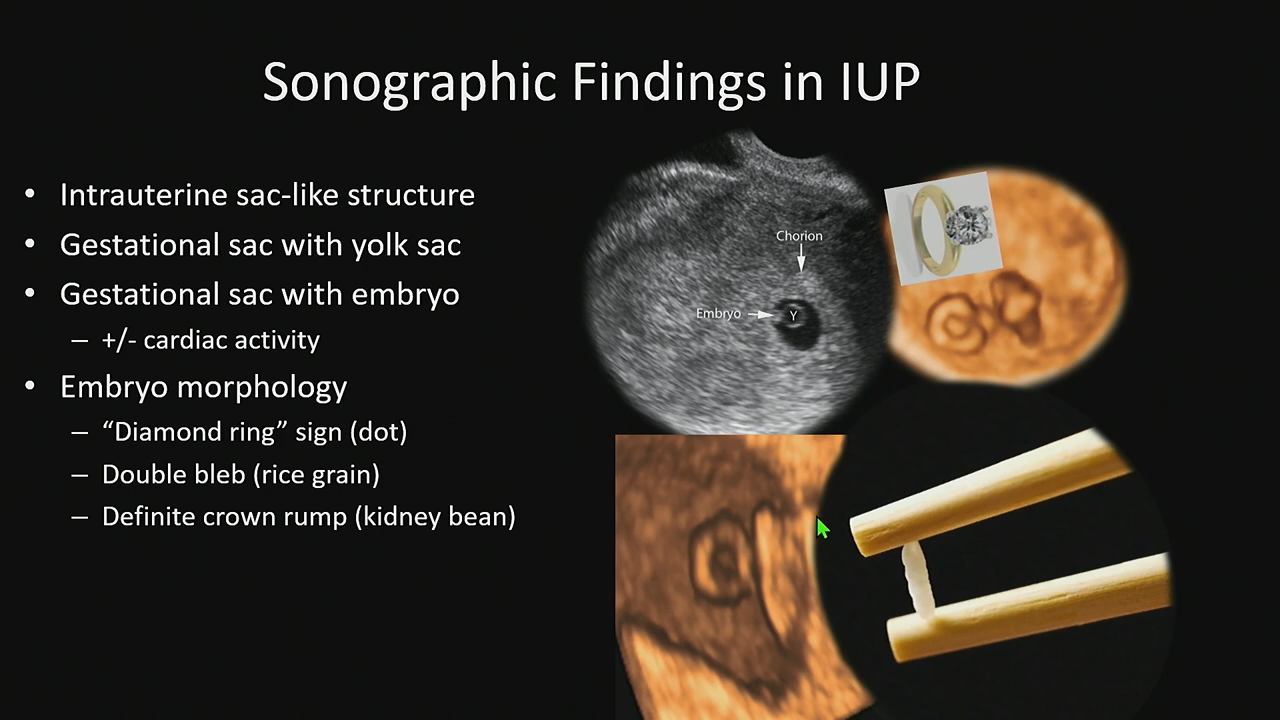 Sonographic Findings in IUP
• Intrauterine sac-like structure
• Gestational sac with yolk sac
• Gestational sac with embryo
– +/- cardiac activity
• Embryo morphology
– “Diamond ring” sign (dot)
– Double bleb (rice grain)
– Definite crown rump (kidney bean)
Chorion
Embryo
Y